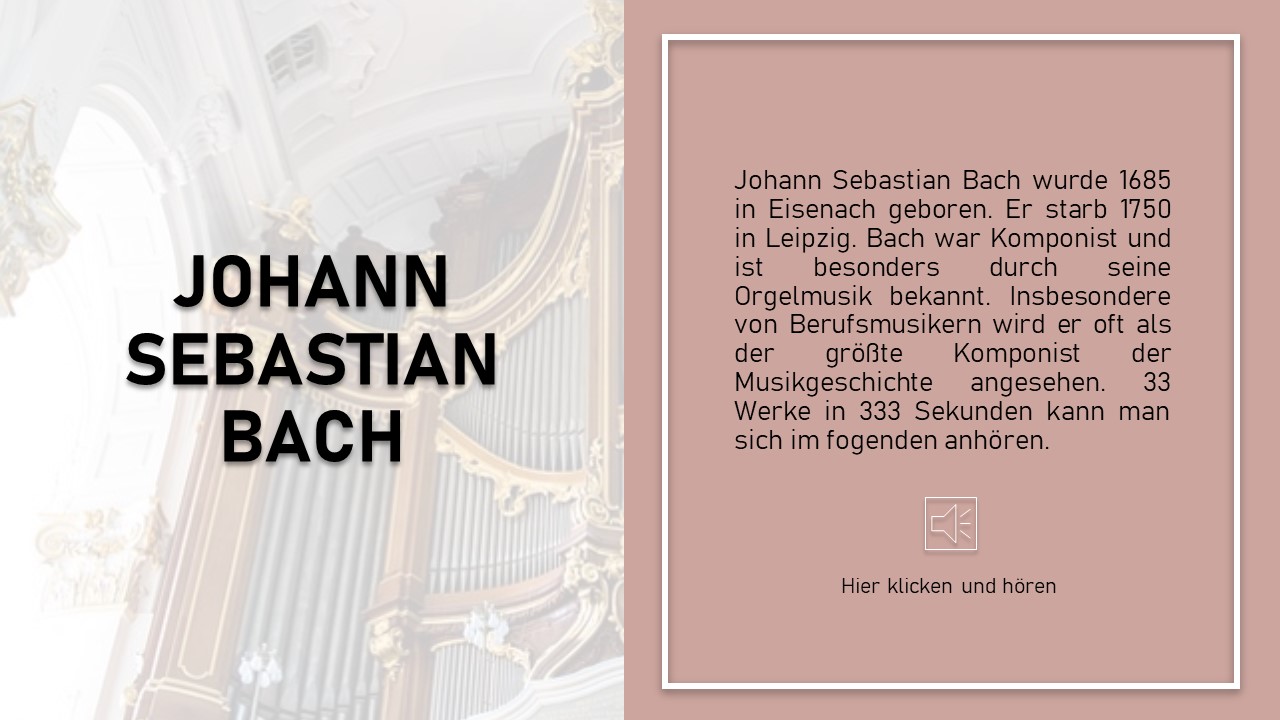 JOHANN
SEBASTIAN
BACH
Johann Sebastian Bach wurde 1685
in Eisenach geboren. Er starb 1750
in Leipzig. Bach war Komponist und
ist besonders durch seine
Orgelmusik bekannt. Insbesondere
von Berufsmusikern wird er oft als
der größte Komponist der
Musikgeschichte angesehen. 33
Werke in 333 Sekunden kann man
sich im fogenden anhören.
Hier klicken und hören